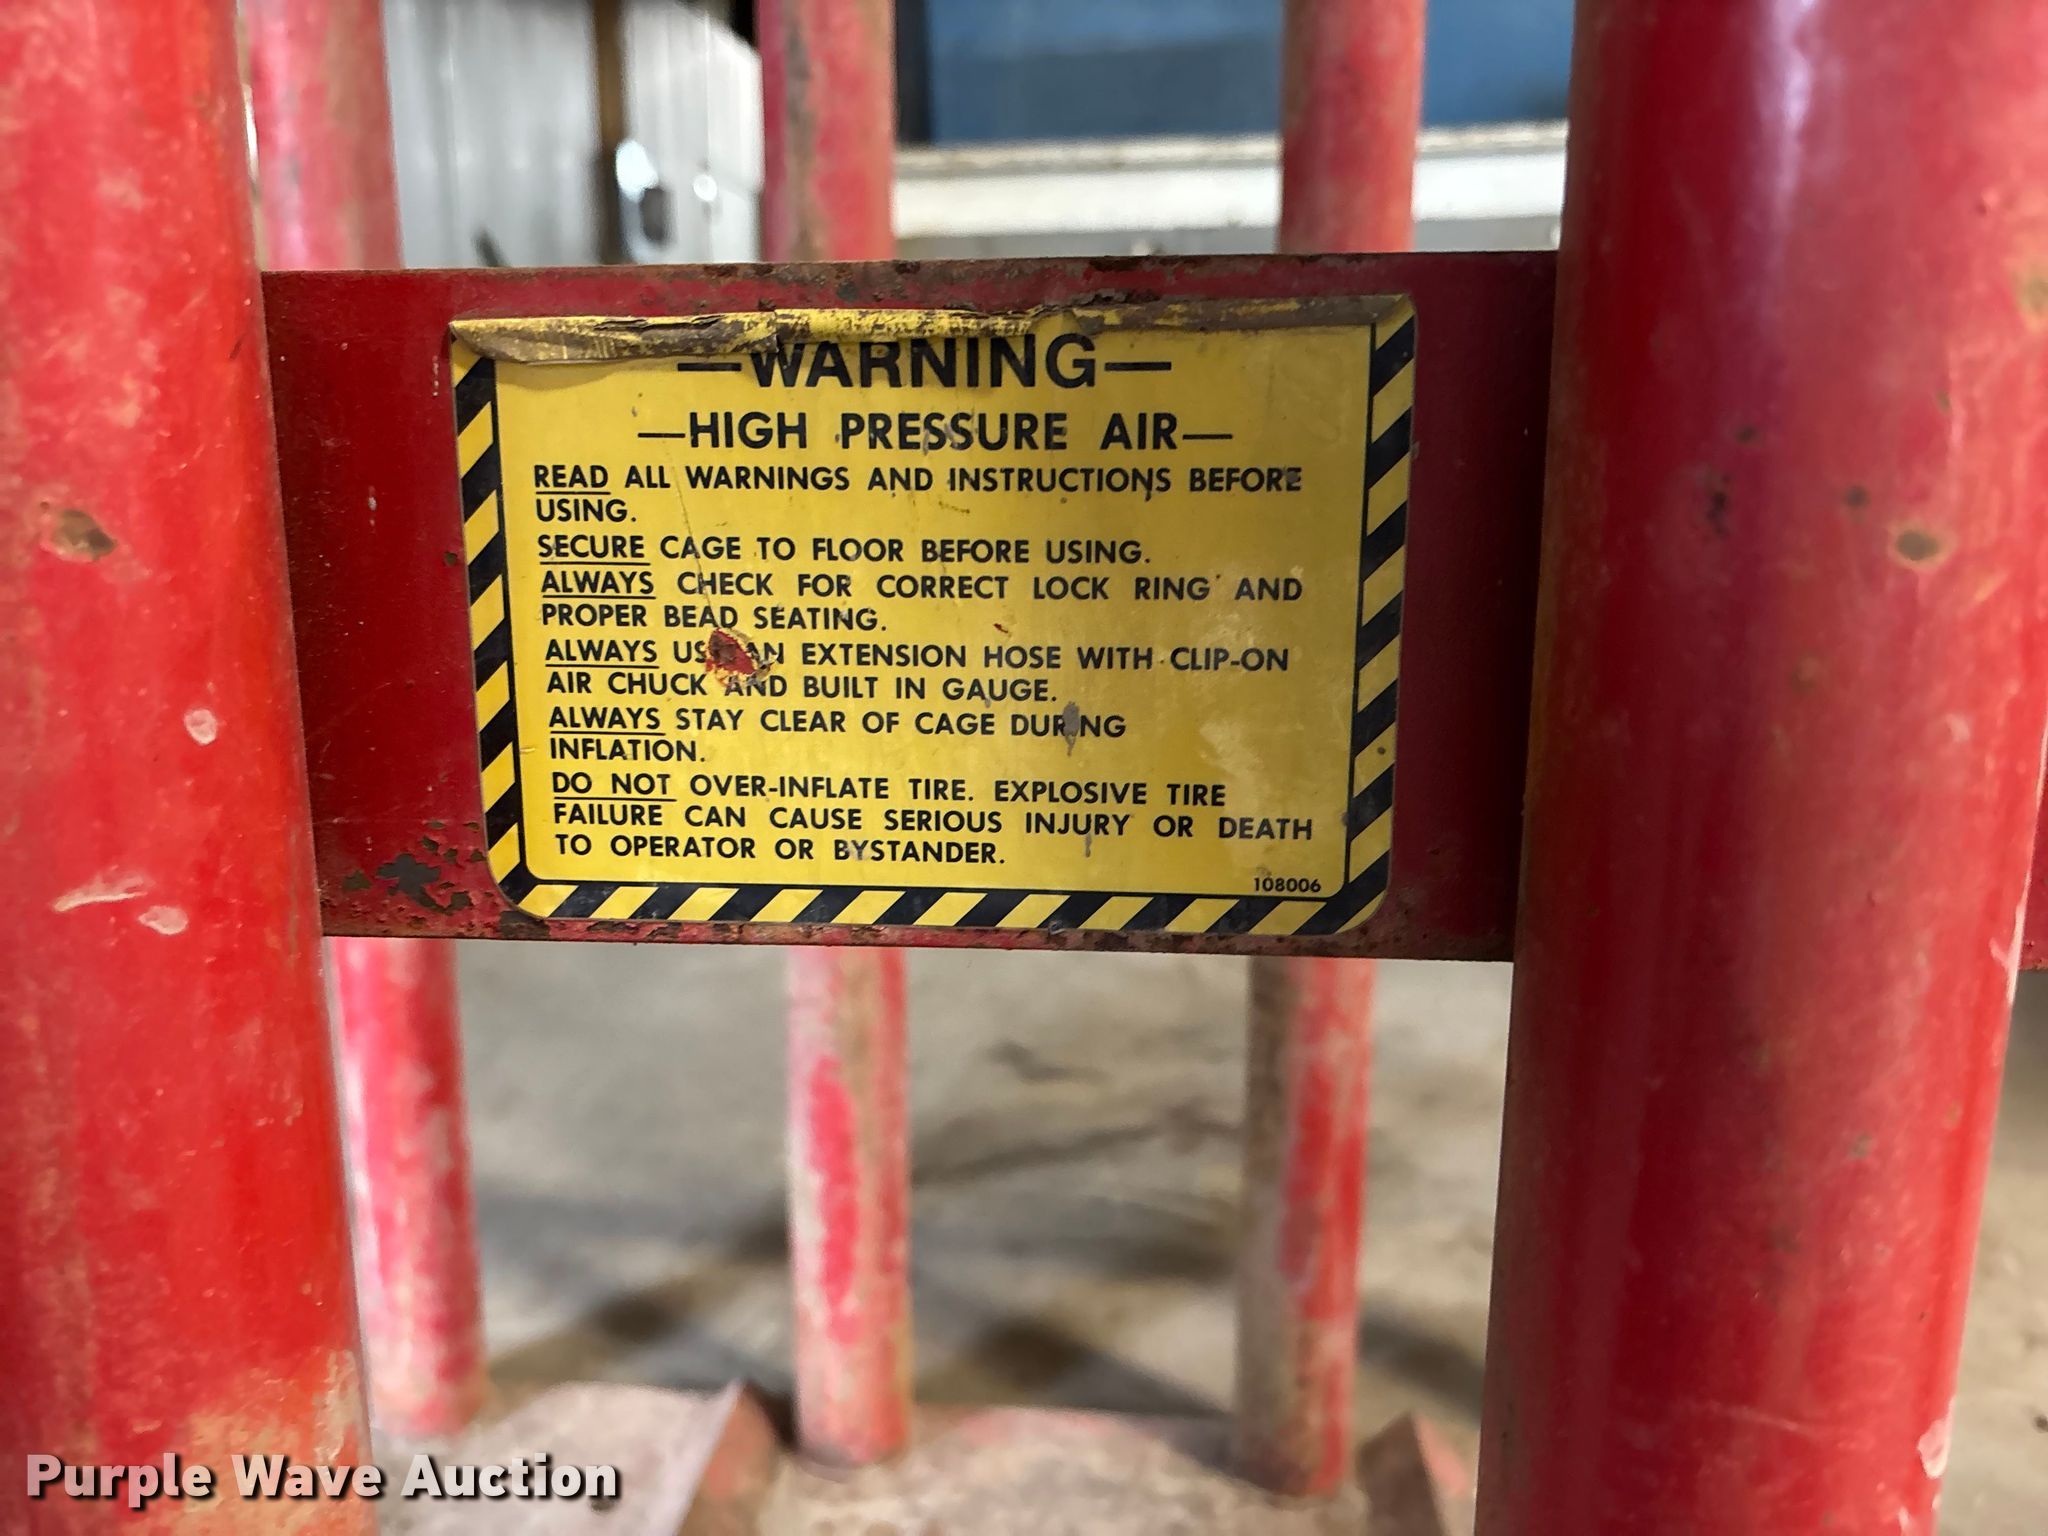 —WARNING—
—HIGH PRESSURE AIR—
READ ALL WARNINGS AND INSTRUCTIONS BEFORE
USING.
SECURE CAGE TO FLOOR BEFORE USING.
ALWAYS CHECK FOR CORRECT LOCK RING AND
PROPER BEAD SEATING.
ALWAYS USE AN EXTENSION HOSE WITH CLIP-ON
AIR CHUCK AND BUILT IN GAUGE.
ALWAYS STAY CLEAR OF CAGE DURING
INFLATION.
DO NOT OVER-INFLATE TIRE. EXPLOSIVE TIRE
FAILURE CAN CAUSE SERIOUS INJURY OR DEATH
TO OPERATOR OR BYSTANDER.
108006
Purple Wave Auction